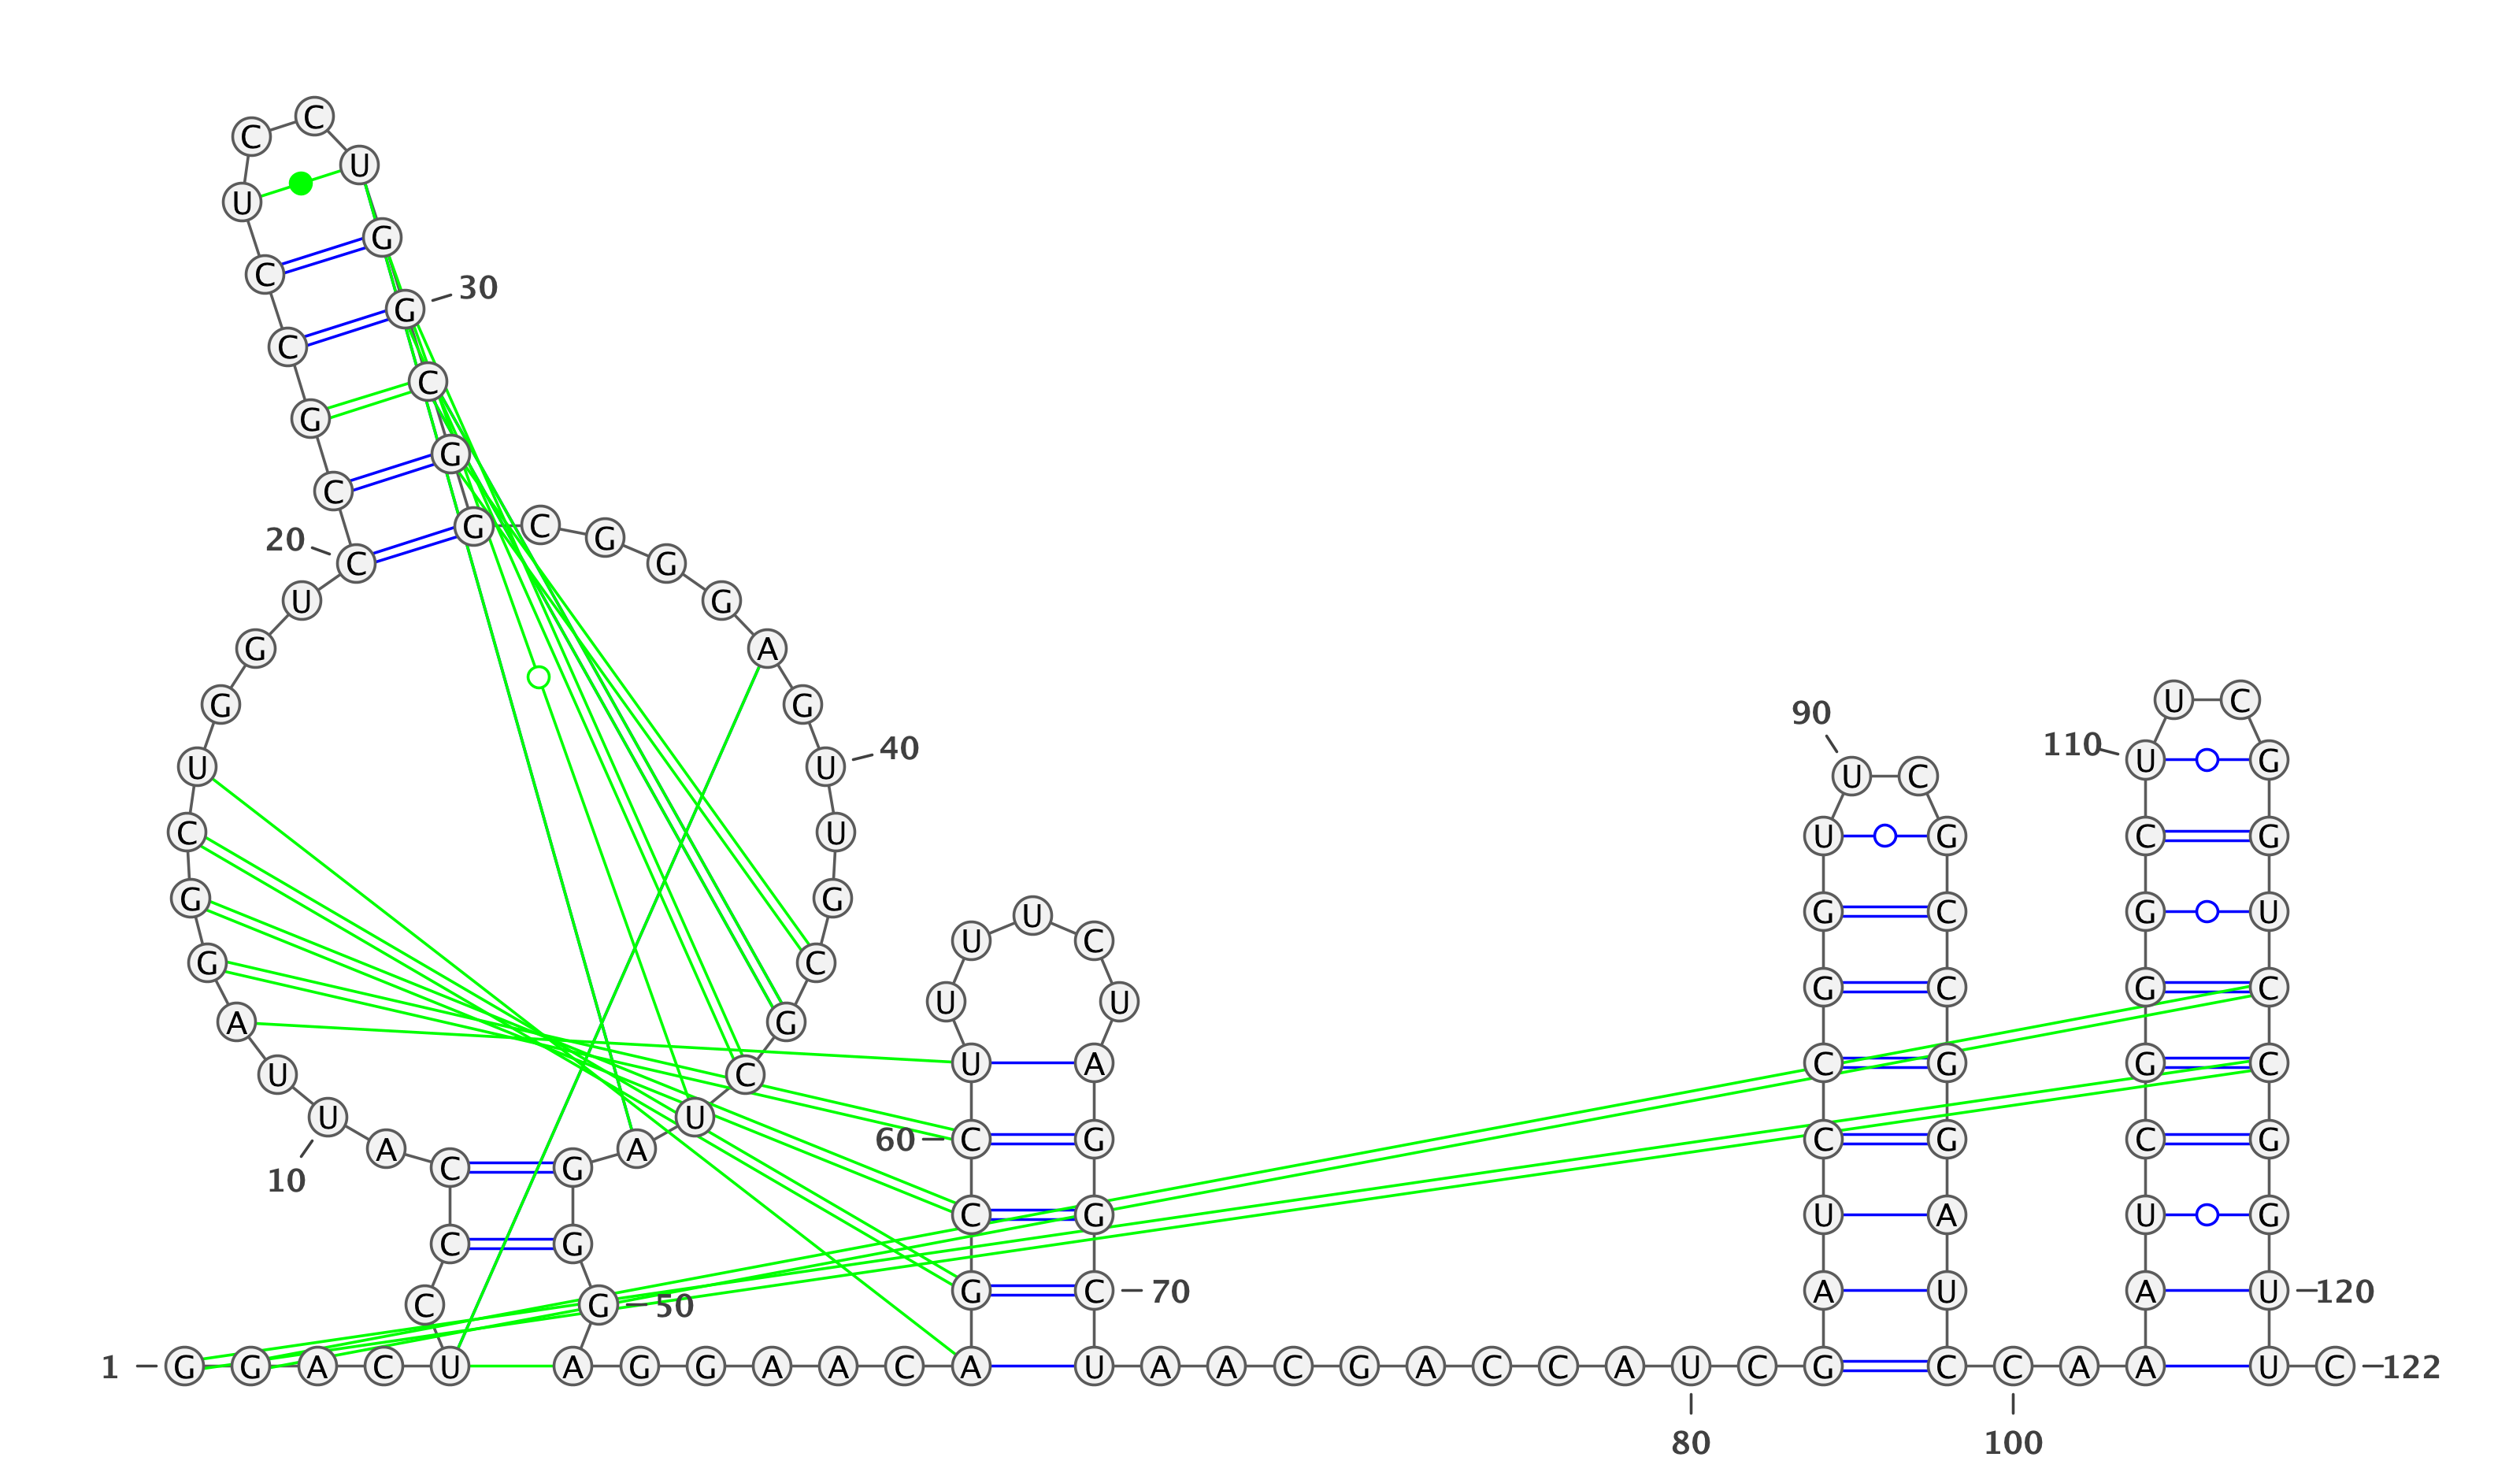 C
C
U
U
G
C
G 30
C
C
G
G
C
G C
G
20 C G
U G
G A
U C
G G
90
110 40
U U U G
U C
C U U G C G
G G G C G U
U
U C
G C
G C G C
U U
A G
U A C G G C
U C
U U
60 C G C G C G
A A
C G
10
C G U A U G
C G
G C 70 A U A U 120
C G 50
1 G G A C U A G G A A C A U A A C G A C C A U C G C C A A U C 122
80 100